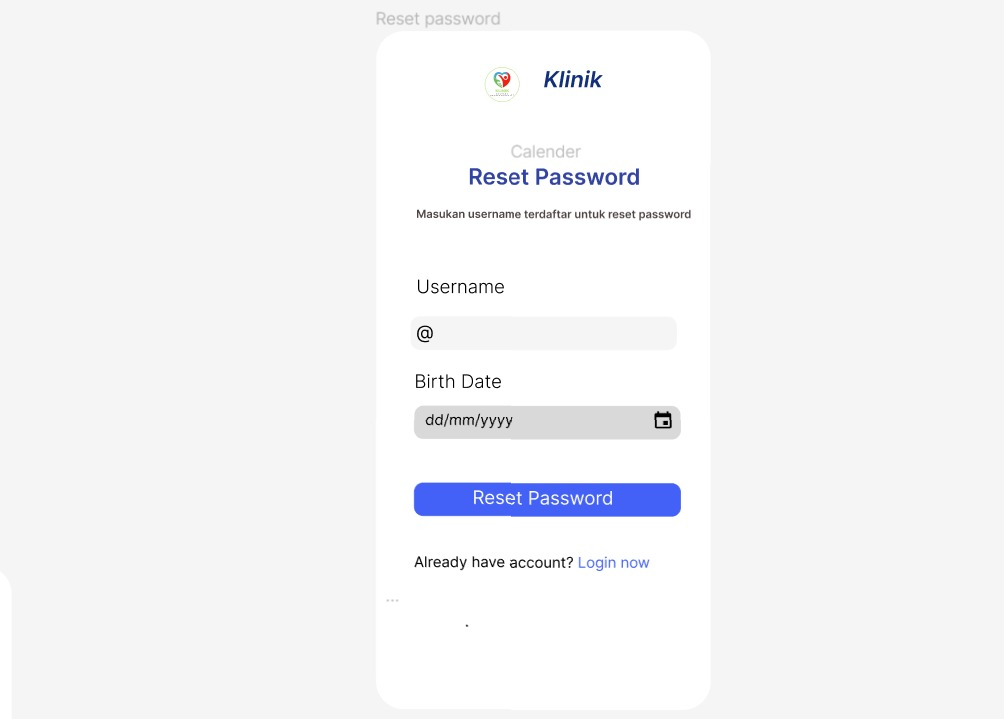 Reset password
Klinik
Calender
Reset Password
Masukan username terdaftar untuk reset password
Username
@
Birth Date
dd/mm/yyyy
Reset Password
Already have account? Login now
...
.